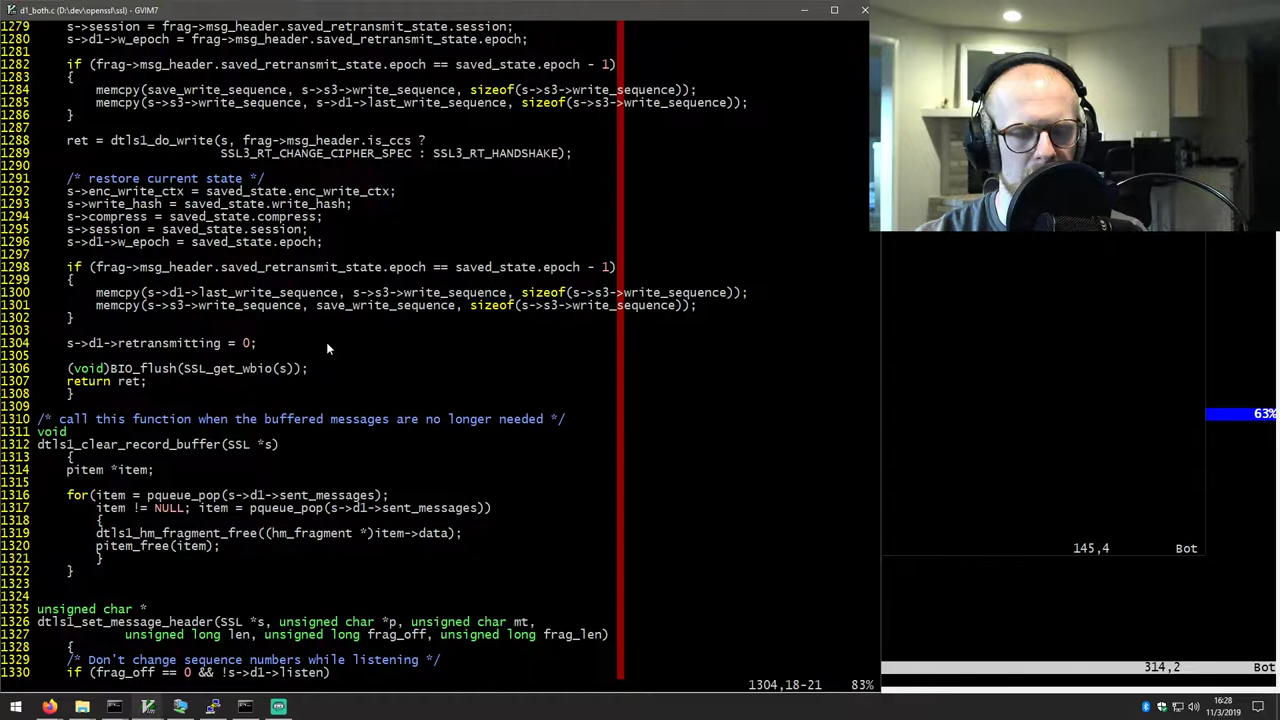 d1_both.c (D:\dev\openssl\ssl) - GVIM7
1279 s->session = frag->msg_header.saved_retransmit_state.session;
1280 s->d1->w_epoch = frag->msg_header.saved_retransmit_state.epoch;
1281
1282 if (frag->msg_header.saved_retransmit_state.epoch == saved_state.epoch - 1)
1283 {
1284 memcpy(save_write_sequence, s->s3->write_sequence, sizeof(s->s3->write_sequence));
1285 memcpy(s->s3->write_sequence, s->d1->last_write_sequence, sizeof(s->s3->write_sequence));
1286 }
1287
1288 ret = dtls1_do_write(s, frag->msg_header.is_ccs ?
1289 SSL3_RT_CHANGE_CIPHER_SPEC : SSL3_RT_HANDSHAKE);
1290
1291 /* restore current state */
1292 s->enc_write_ctx = saved_state.enc_write_ctx;
1293 s->write_hash = saved_state.write_hash;
1294 s->compress = saved_state.compress;
1295 s->session = saved_state.session;
1296 s->d1->w_epoch = saved_state.epoch;
1297
1298 if (frag->msg_header.saved_retransmit_state.epoch == saved_state.epoch - 1)
1299 {
1300 memcpy(s->d1->last_write_sequence, s->s3->write_sequence, sizeof(s->s3->write_sequence));
1301 memcpy(s->s3->write_sequence, save_write_sequence, sizeof(s->s3->write_sequence));
1302 }
1303
1304 s->d1->retransmitting = 0;
1305
1306 (void)BIO_flush(SSL_get_wbio(s));
1307 return ret;
1308 }
1309
1310 /* call this function when the buffered messages are no longer needed */
1311 void
1312 dtls1_clear_record_buffer(SSL *s)
1313 {
1314 pitem *item;
1315
1316 for(item = pqueue_pop(s->d1->sent_messages);
1317 item != NULL; item = pqueue_pop(s->d1->sent_messages))
1318 {
1319 dtls1_hm_fragment_free((hm_fragment *)item->data);
1320 pitem_free(item);
1321 }
1322 }
1323
1324
1325 unsigned char *
1326 dtls1_set_message_header(SSL *s, unsigned char *p, unsigned char mt,
1327 unsigned long len, unsigned long frag_off, unsigned long frag_len)
1328 {
1329 /* Don't change sequence numbers while listening */
1330 if (frag_off == 0 && !s->d1->listen)
1304,18-21 83%
63%
145,4 Bot
314,2 Bot
16:28
11/3/2019